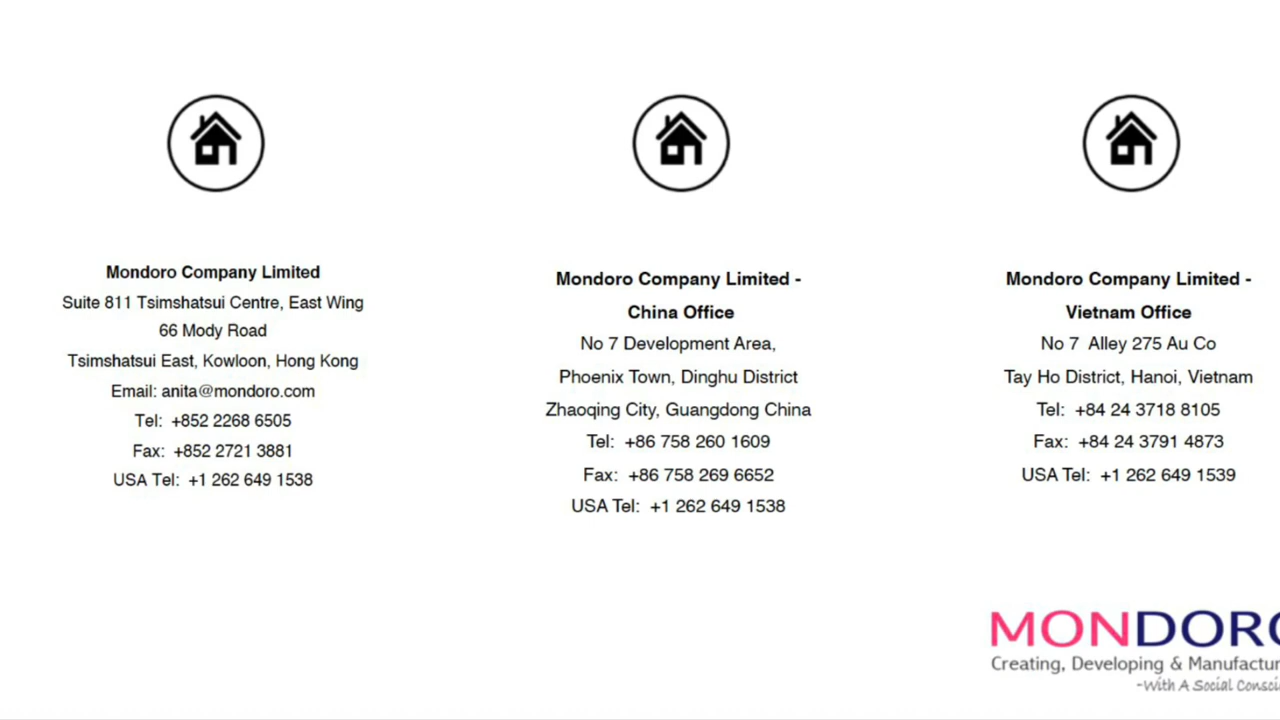 Mondoro Company Limited
Suite 811 Tsimshatsui Centre, East Wing
66 Mody Road
Tsimshatsui East, Kowloon, Hong Kong
Email: anita@mondoro.com
Tel: +852 2268 6505
Fax: +852 2721 3881
USA Tel: +1 262 649 1538
Mondoro Company Limited -
China Office
No 7 Development Area,
Phoenix Town, Dinghu District
Zhaoqing City, Guangdong China
Tel: +86 758 260 1609
Fax: +86 758 269 6652
USA Tel: +1 262 649 1538
Mondoro Company Limited -
Vietnam Office
No 7 Alley 275 Au Co
Tay Ho District, Hanoi, Vietnam
Tel: +84 24 3718 8105
Fax: +84 24 3791 4873
USA Tel: +1 262 649 1539
MONDORO
Creating, Developing &
-With A Social